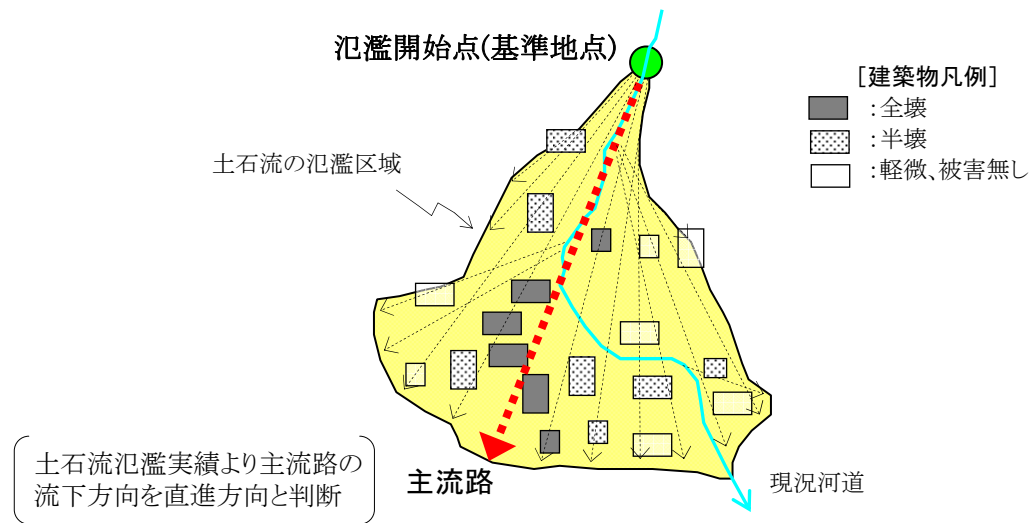 氾濫開始点(基準地点)
[建築物凡例]
:全壊
:半壊
:軽微、被害無し
土石流の氾濫区域
土石流氾濫実績より主流路の
流下方向を直進方向と判断
主流路
現況河道